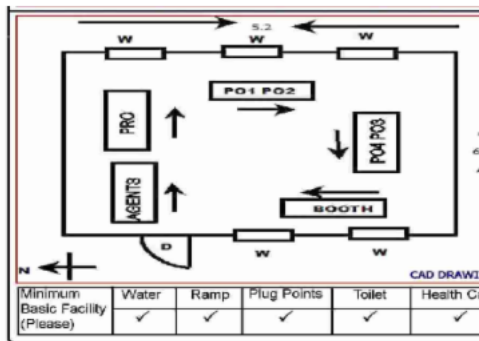 5.2
W W W
PO1 PO2
PRO
PO4 PO3
AGENTS
BOOTH
D
W W
N
CAD DRAWI
Minimum Basic Facility (Please) Water Ramp Plug Points Toilet Health Ca
✓ ✓ ✓ ✓ ✓